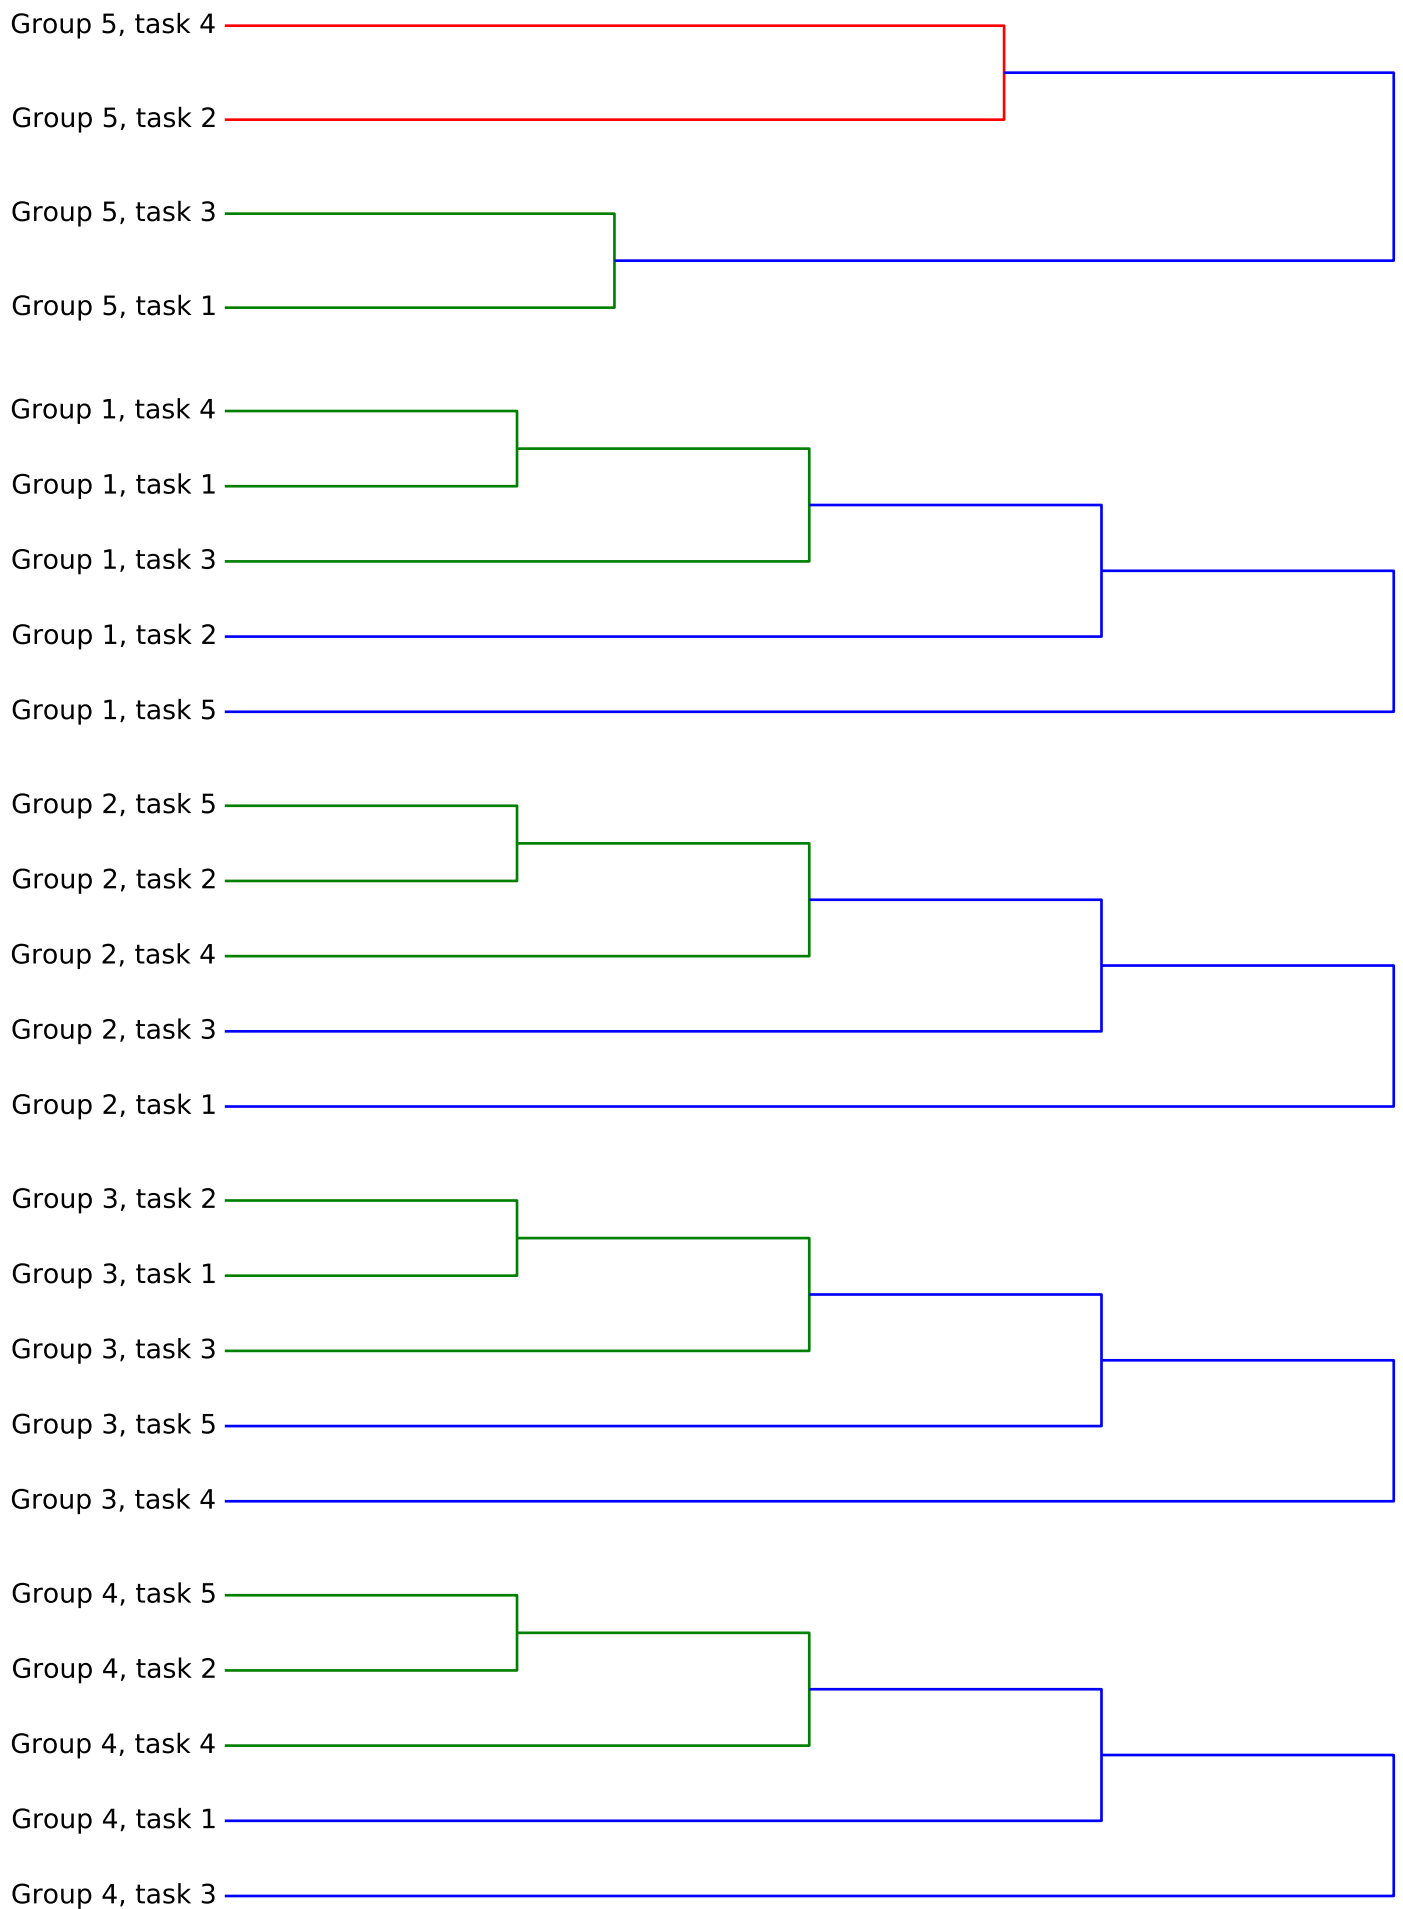 Group 5, task 4
Group 5, task 2
Group 5, task 3
Group 5, task 1
Group 1, task 4
Group 1, task 1
Group 1, task 3
Group 1, task 2
Group 1, task 5
Group 2, task 5
Group 2, task 2
Group 2, task 4
Group 2, task 3
Group 2, task 1
Group 3, task 2
Group 3, task 1
Group 3, task 3
Group 3, task 5
Group 3, task 4
Group 4, task 5
Group 4, task 2
Group 4, task 4
Group 4, task 1
Group 4, task 3